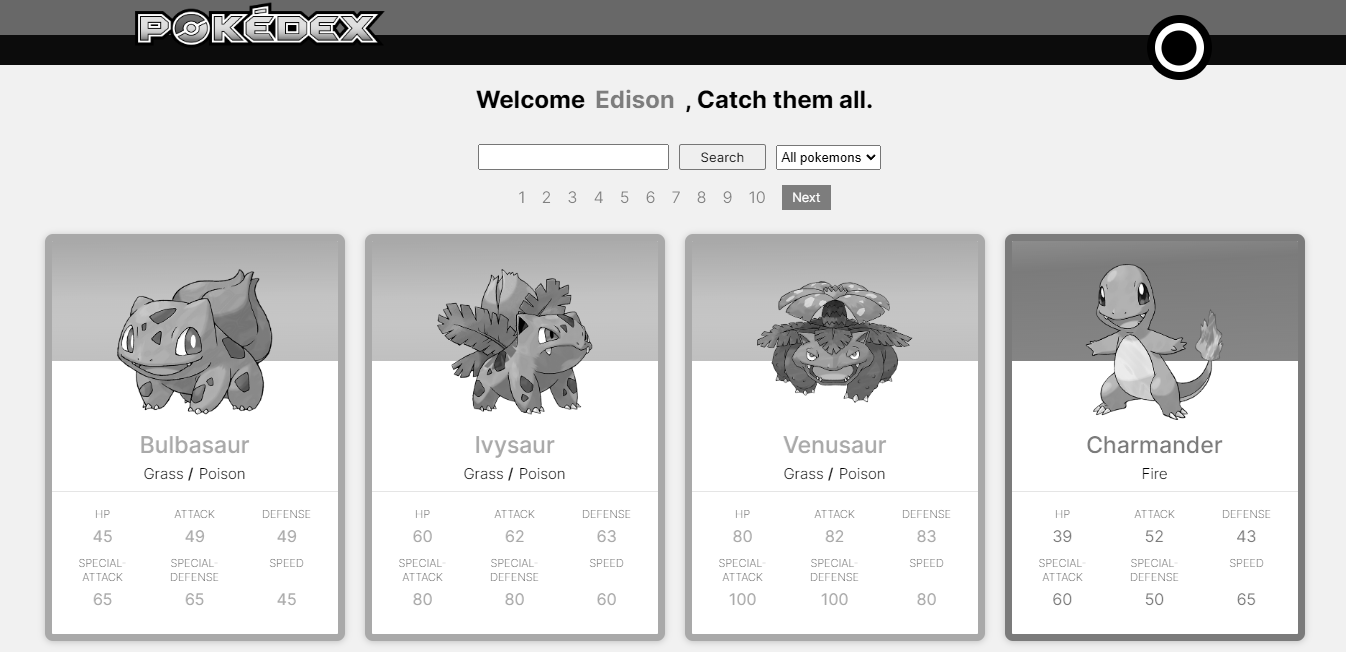 POKÉDEX
Welcome Edison , Catch them all.
Search All pokemons
1 2 3 4 5 6 7 8 9 10 Next
Bulbasaur
Grass / Poison
HP ATTACK DEFENSE
45 49 49
SPECIAL-ATTACK SPECIAL-DEFENSE SPEED
65 65 45
Ivysaur
Grass / Poison
HP ATTACK DEFENSE
60 62 63
SPECIAL-ATTACK SPECIAL-DEFENSE SPEED
80 80 60
Venusaur
Grass / Poison
HP ATTACK DEFENSE
80 82 83
SPECIAL-ATTACK SPECIAL-DEFENSE SPEED
100 100 80
Charmander
Fire
HP ATTACK DEFENSE
39 52 43
SPECIAL-ATTACK SPECIAL-DEFENSE SPEED
60 50 65